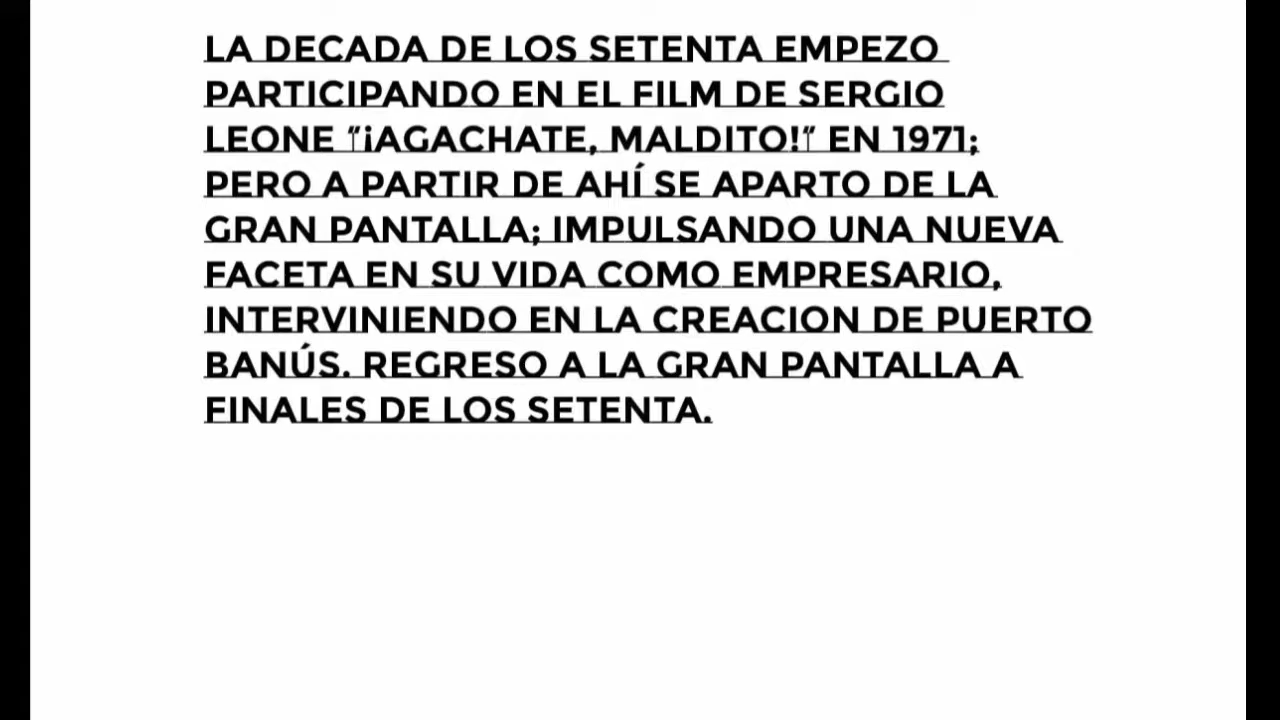 LA DECADA DE LOS SETENTA EMPEZO
PARTICIPANDO EN EL FILM DE SERGIO
LEONE "¡AGACHATE, MALDITO!" EN 1971;
PERO A PARTIR DE AHÍ SE APARTO DE LA
GRAN PANTALLA; IMPULSANDO UNA NUEVA
FACETA EN SU VIDA COMO EMPRESARIO,
INTERVINIENDO EN LA CREACION DE PUERTO
BANÚS. REGRESO A LA GRAN PANTALLA A
FINALES DE LOS SETENTA.